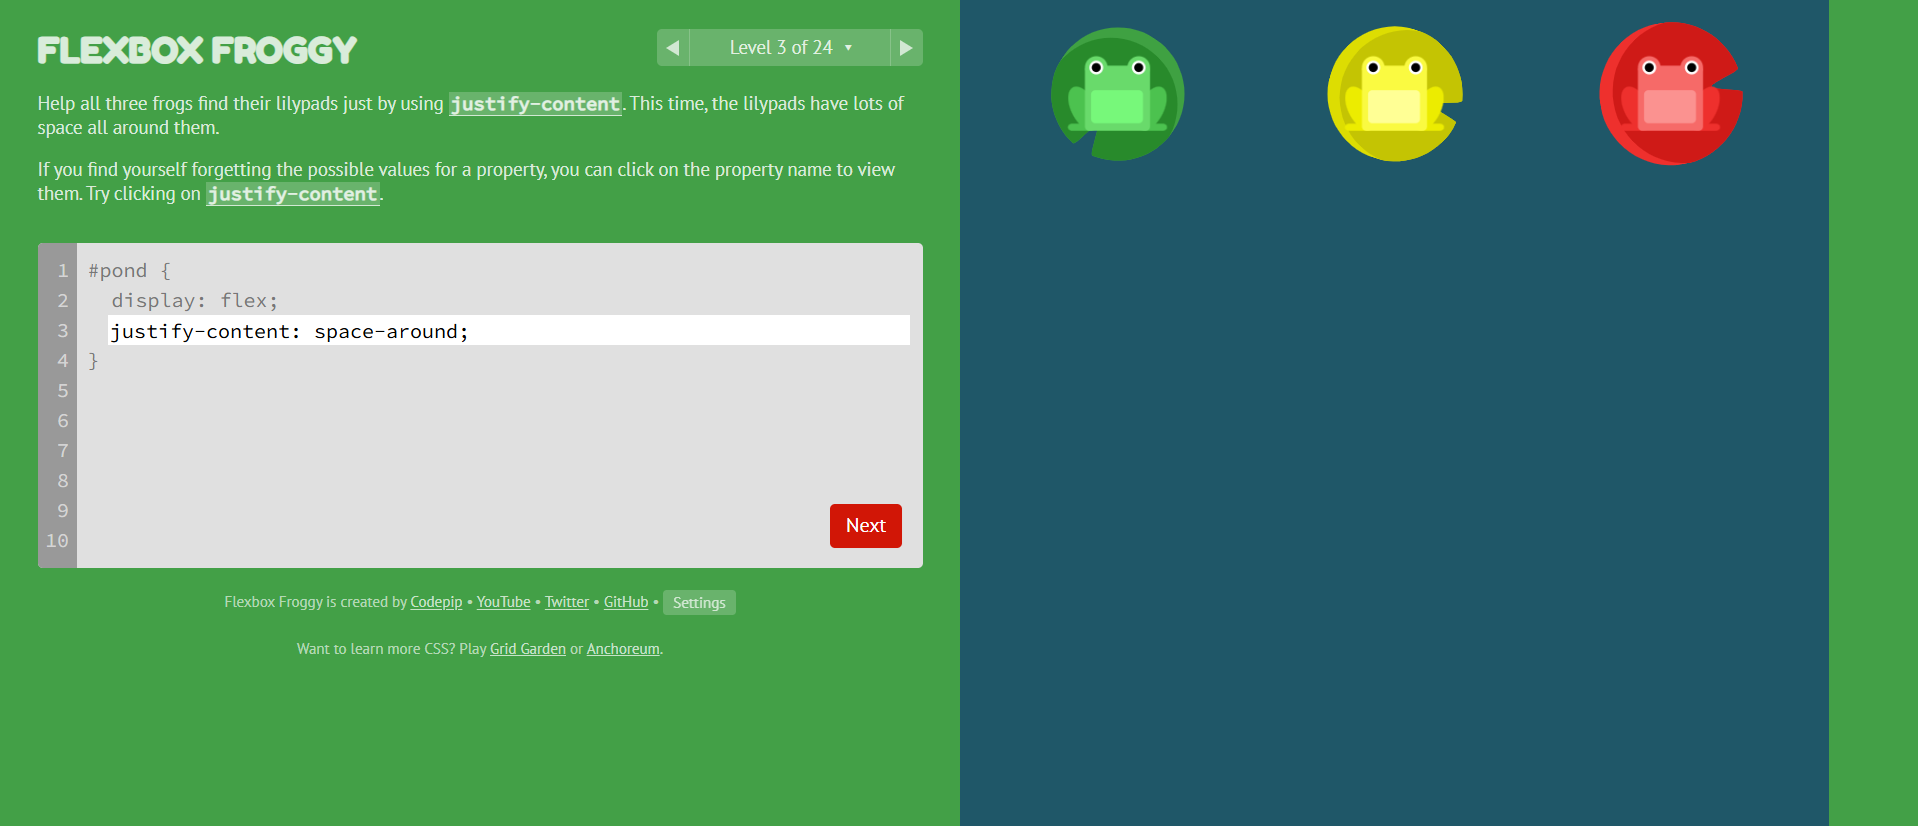 FLEXBOX FROGGY
Level 3 of 24
Help all three frogs find their lilypads just by using justify-content. This time, the lilypads have lots of
space all around them.
If you find yourself forgetting the possible values for a property, you can click on the property name to view
them. Try clicking on justify-content.
1 #pond {
2 display: flex;
3 justify-content: space-around;
4 }
5
6
7
8
9
10
Next
Flexbox Froggy is created by Codepip • YouTube • Twitter • GitHub • Settings
Want to learn more CSS? Play Grid Garden or Anchoreum.